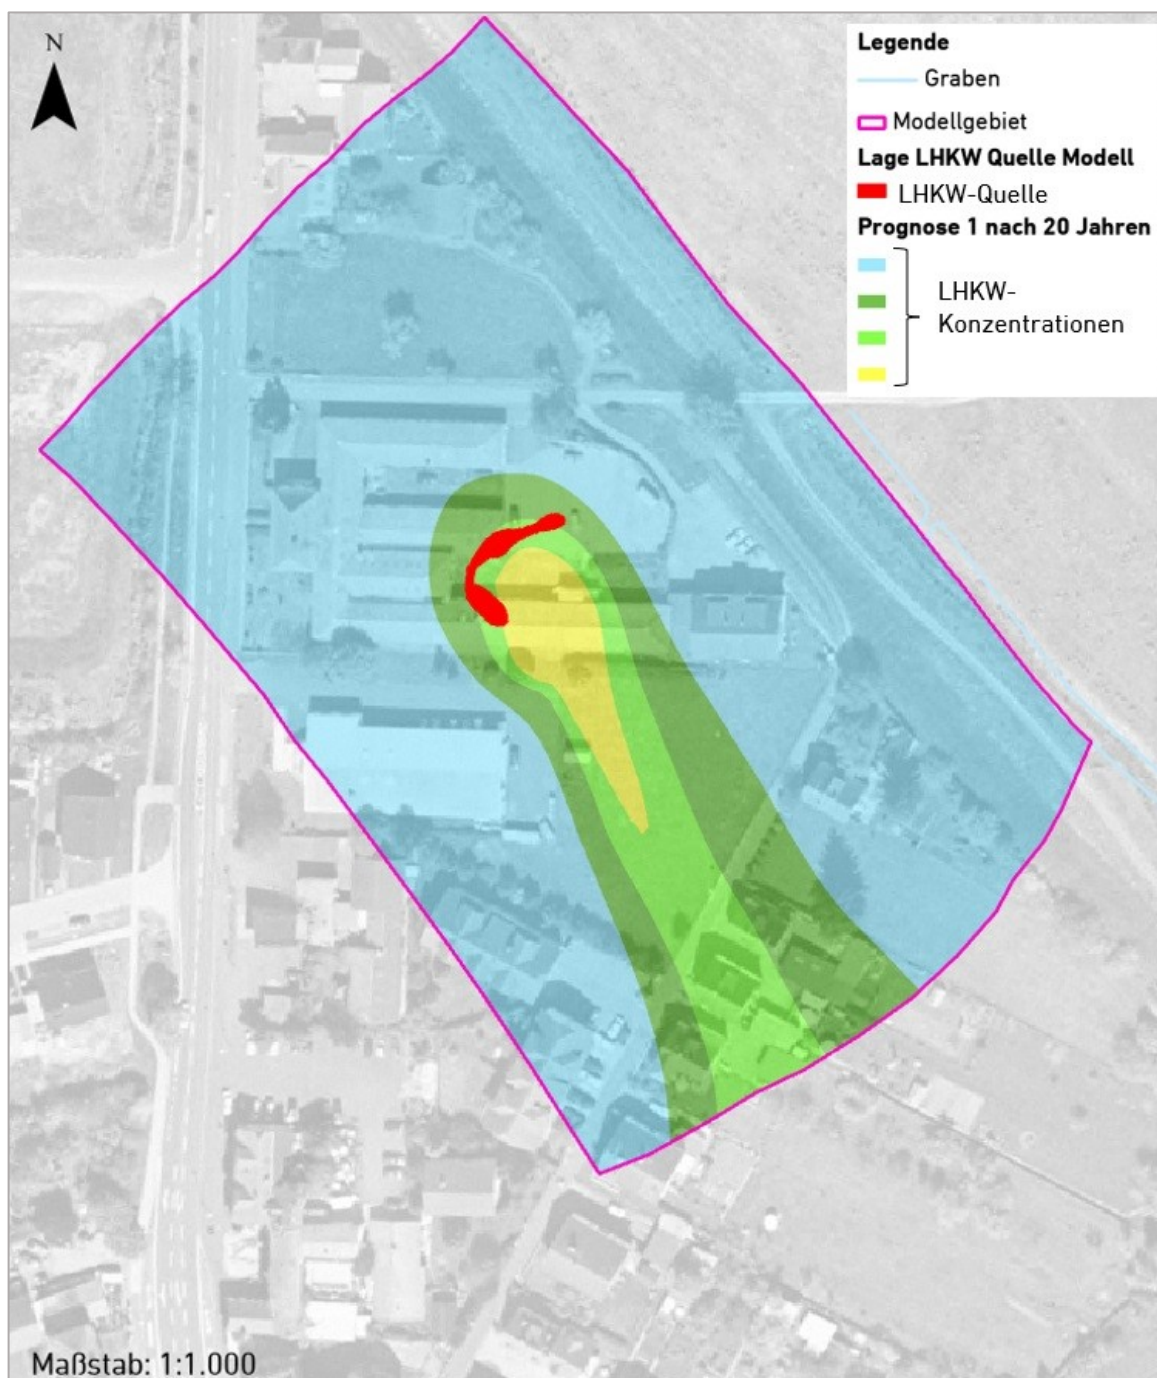 N
Legende
Graben
Modellgebiet
Lage LHKW Quelle Modell
LHKW-Quelle
Prognose 1 nach 20 Jahren
LHKW-
Konzentrationen
Maßstab: 1:1.000